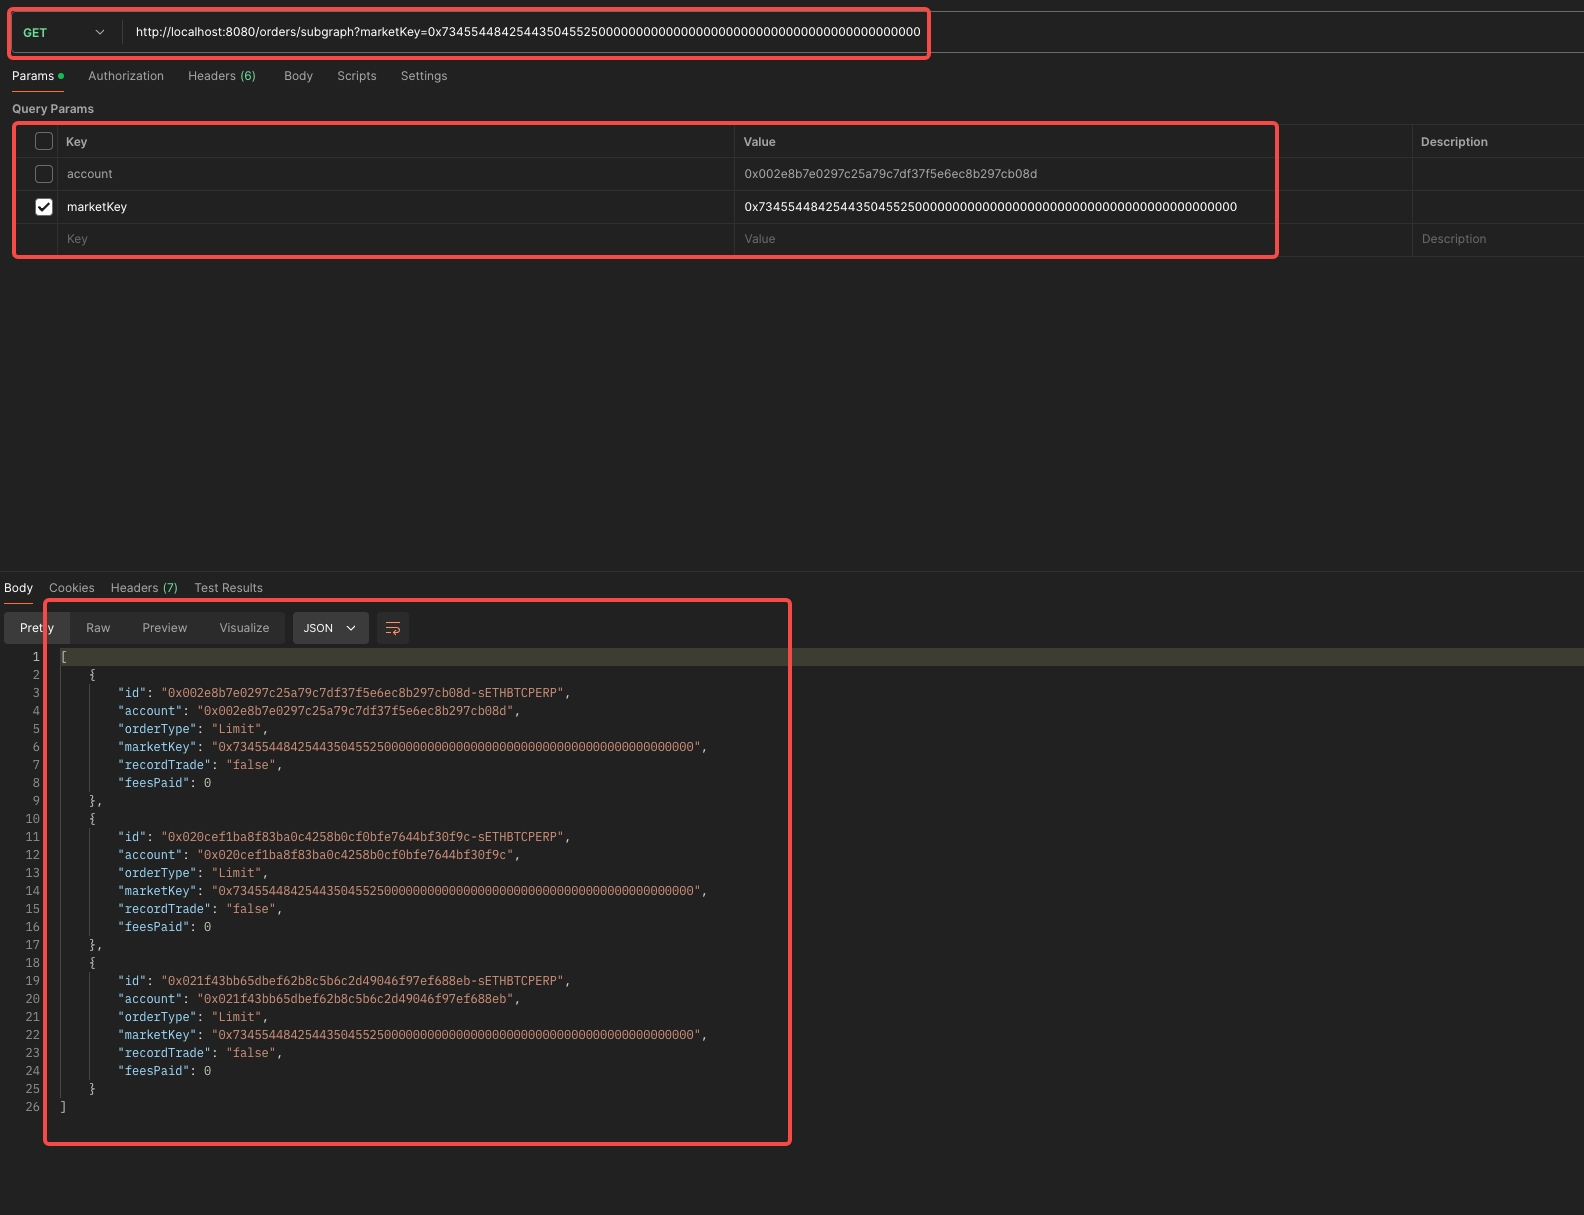 GET
http://localhost:8080/orders/subgraph?marketKey=0x7345544842544350455250000000000000000000000000000000000000000000
Params
Authorization
Headers (6)
Body
Scripts
Settings
Query Params
Key Value Description
account 0x002e8b7e0297c25a79c7df37f5e6ec8b297cb08d
marketKey 0x7345544842544350455250000000000000000000000000000000000000000000
Key Value Description
Body Cookies Headers (7) Test Results
Pretty Raw Preview Visualize JSON
1 [
2 {
3 "id": "0x002e8b7e0297c25a79c7df37f5e6ec8b297cb08d-sETHBTCPERP",
4 "account": "0x002e8b7e0297c25a79c7df37f5e6ec8b297cb08d",
5 "orderType": "Limit",
6 "marketKey": "0x7345544842544350455250000000000000000000000000000000000000000000",
7 "recordTrade": "false",
8 "feesPaid": 0
9 },
10 {
11 "id": "0x020cef1ba8f83ba0c4258b0cf0bfe7644bf30f9c-sETHBTCPERP",
12 "account": "0x020cef1ba8f83ba0c4258b0cf0bfe7644bf30f9c",
13 "orderType": "Limit",
14 "marketKey": "0x7345544842544350455250000000000000000000000000000000000000000000",
15 "recordTrade": "false",
16 "feesPaid": 0
17 },
18 {
19 "id": "0x021f43bb65dbef62b8c5b6c2d49046f97ef688eb-sETHBTCPERP",
20 "account": "0x021f43bb65dbef62b8c5b6c2d49046f97ef688eb",
21 "orderType": "Limit",
22 "marketKey": "0x7345544842544350455250000000000000000000000000000000000000000000",
23 "recordTrade": "false",
24 "feesPaid": 0
25 }
26 ]